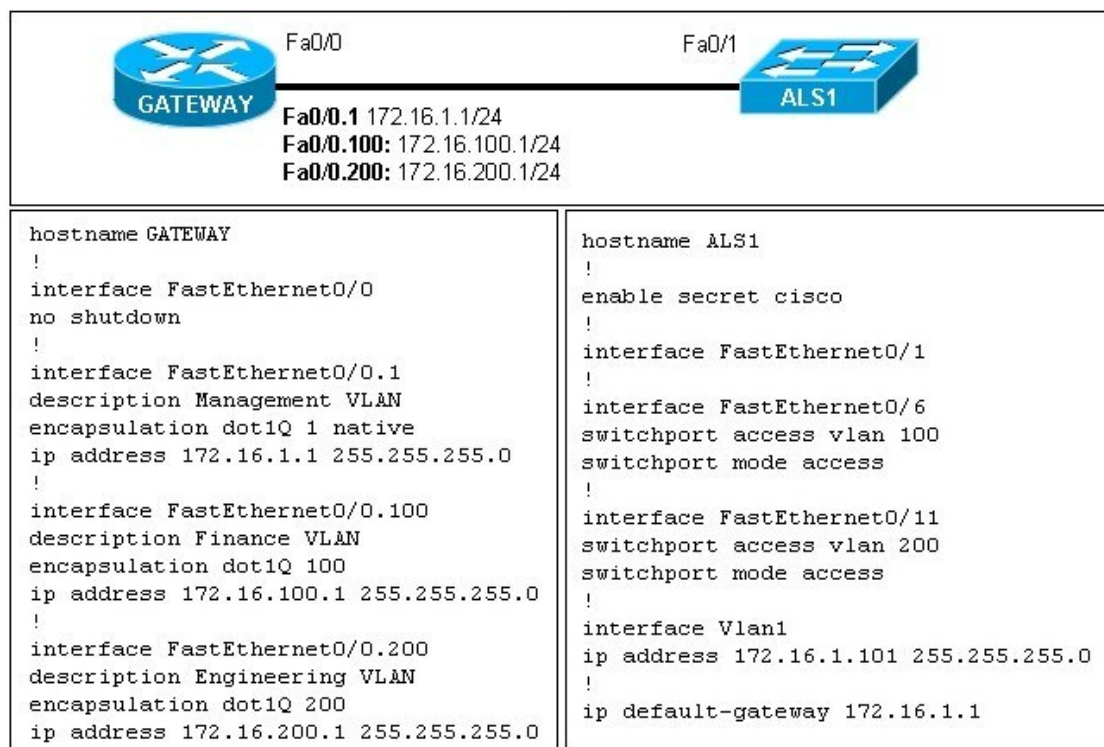 Fa0/0
Fa0/1
GATEWAY
ALS1
Fa0/0.1 172.16.1.1/24
Fa0/0.100: 172.16.100.1/24
Fa0/0.200: 172.16.200.1/24
hostname GATEWAY
!
interface FastEthernet0/0
no shutdown
!
interface FastEthernet0/0.1
description Management VLAN
encapsulation dot1Q 1 native
ip address 172.16.1.1 255.255.255.0
!
interface FastEthernet0/0.100
description Finance VLAN
encapsulation dot1Q 100
ip address 172.16.100.1 255.255.255.0
!
interface FastEthernet0/0.200
description Engineering VLAN
encapsulation dot1Q 200
ip address 172.16.200.1 255.255.255.0
hostname ALS1
!
enable secret cisco
!
interface FastEthernet0/1
!
interface FastEthernet0/6
switchport access vlan 100
switchport mode access
!
interface FastEthernet0/11
switchport access vlan 200
switchport mode access
!
interface Vlan1
ip address 172.16.1.101 255.255.255.0
!
ip default-gateway 172.16.1.1